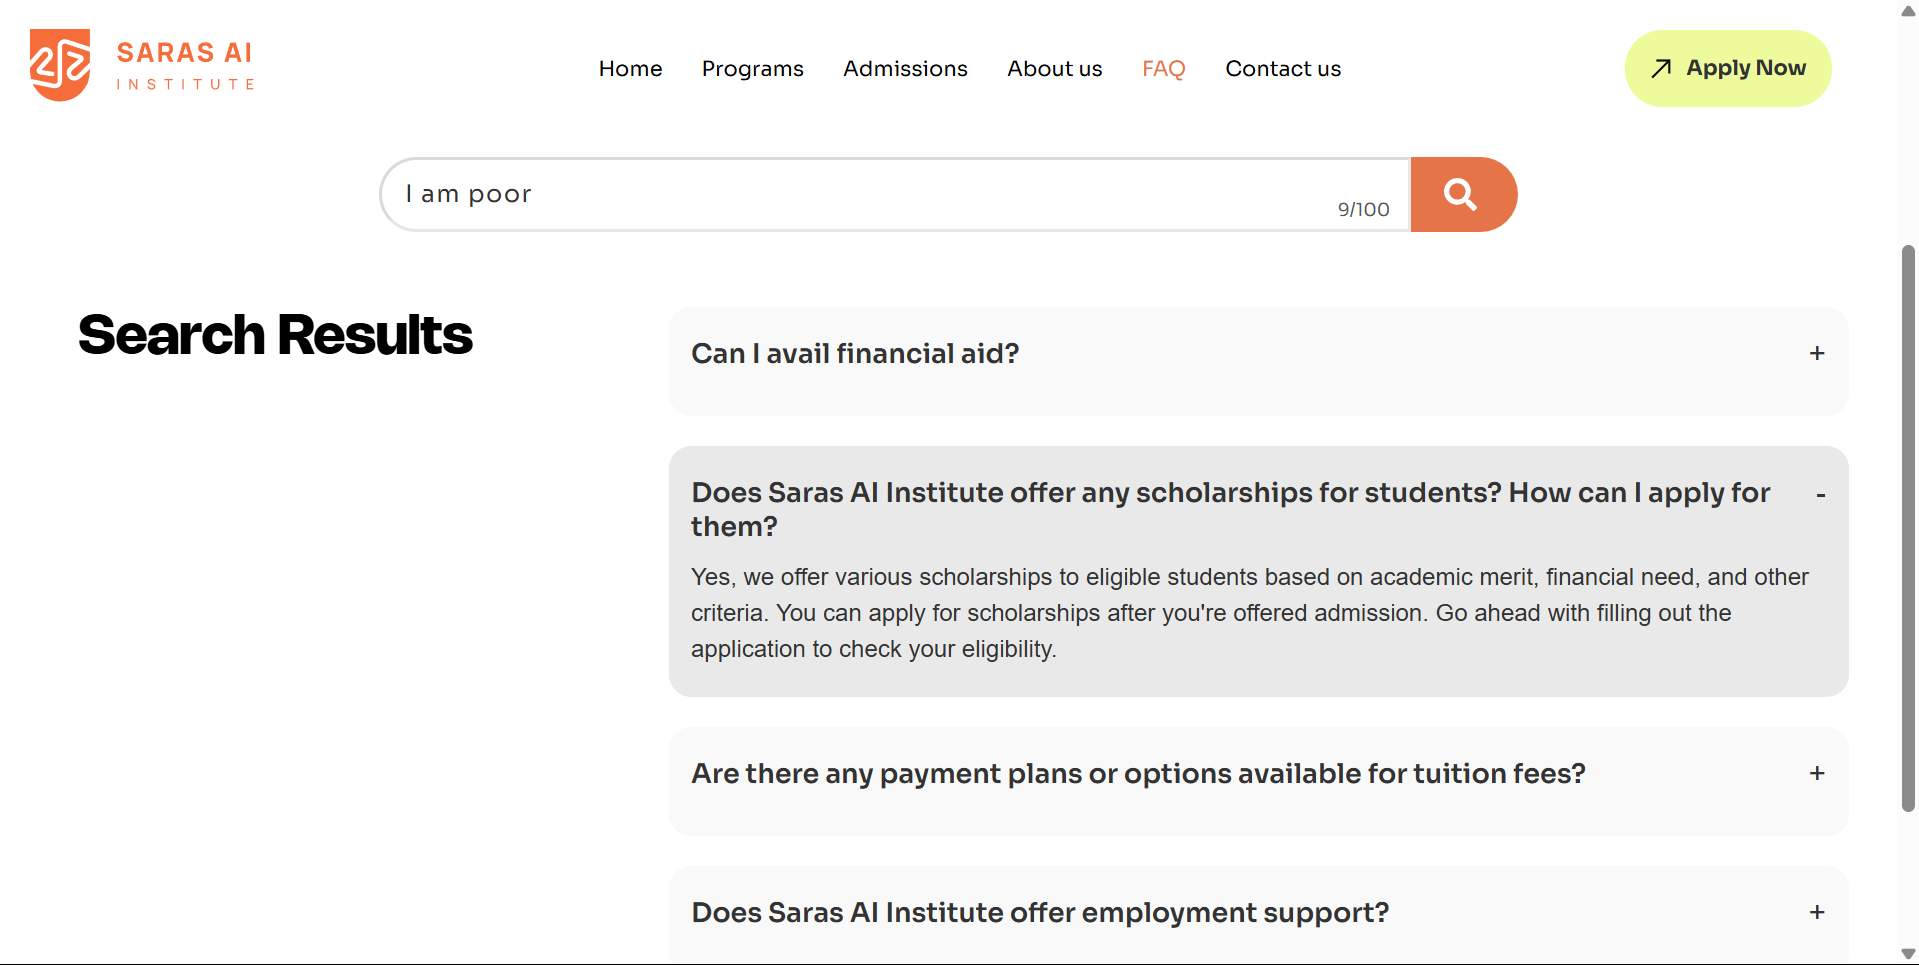 SARAS AI
INSTITUTE
Home Programs Admissions About us FAQ Contact us
Apply Now
I am poor
9/100
Search Results
Can I avail financial aid? +
Does Saras AI Institute offer any scholarships for students? How can I apply for -
them?
Yes, we offer various scholarships to eligible students based on academic merit, financial need, and other
criteria. You can apply for scholarships after you're offered admission. Go ahead with filling out the
application to check your eligibility.
Are there any payment plans or options available for tuition fees? +
Does Saras AI Institute offer employment support? +